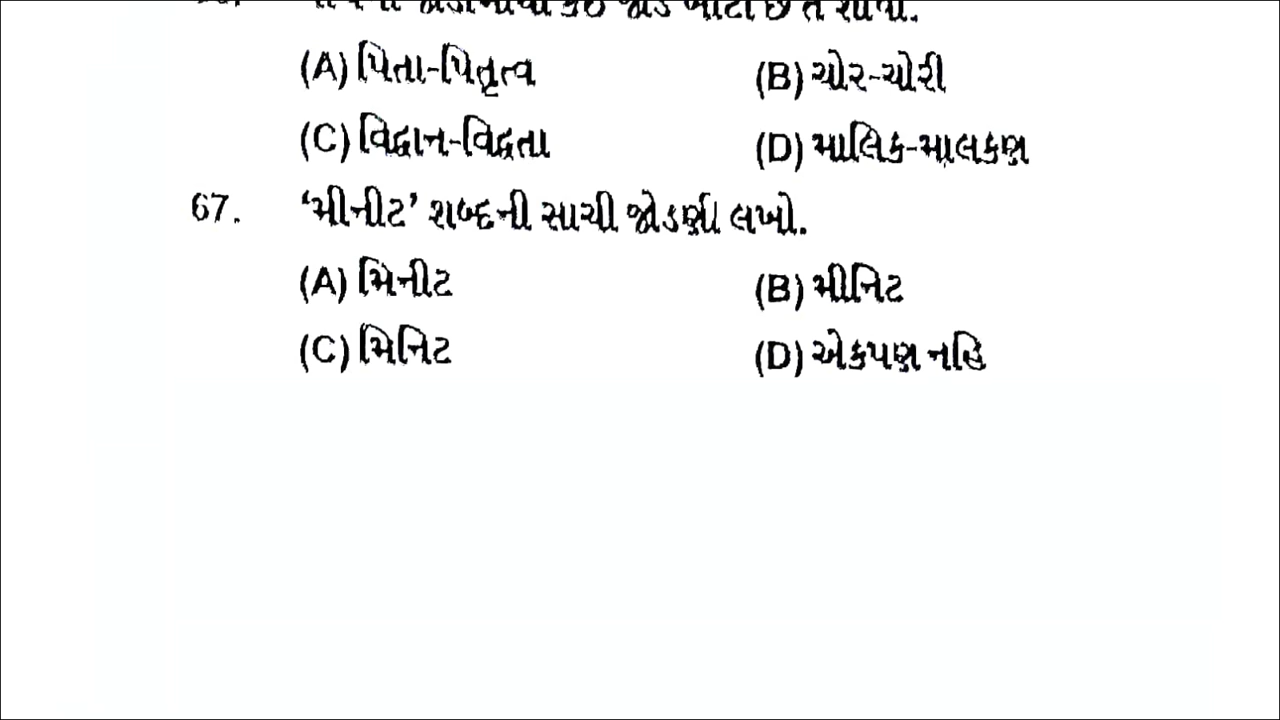 જોડ ખોટી છે તે શોધો.
(A) પિતા-પિતૃત્વ (B) ચોર-ચોરી
(C) વિદ્વાન-વિદ્વતા (D) માલિક-માલકણ
67. ‘મીનીટ’ શબ્દની સાચી જોડણી લખો.
(A) મિનીટ (B) મીનિટ
(C) મિનિટ (D) એકપણ નહિ